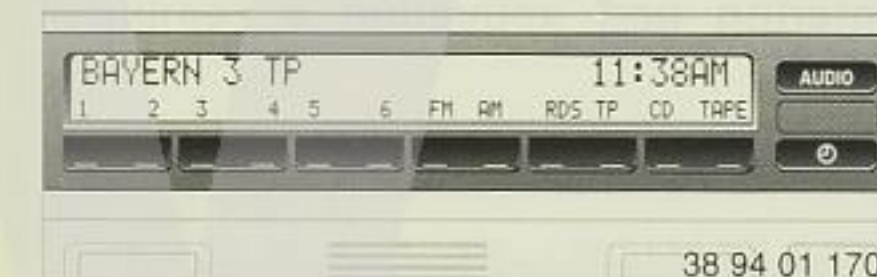 BAYERN 3 TP 11:38AM
AUDIO
1 2 3 4 5 6 FM AM RDS TP CD TAPE
38 94 01 170